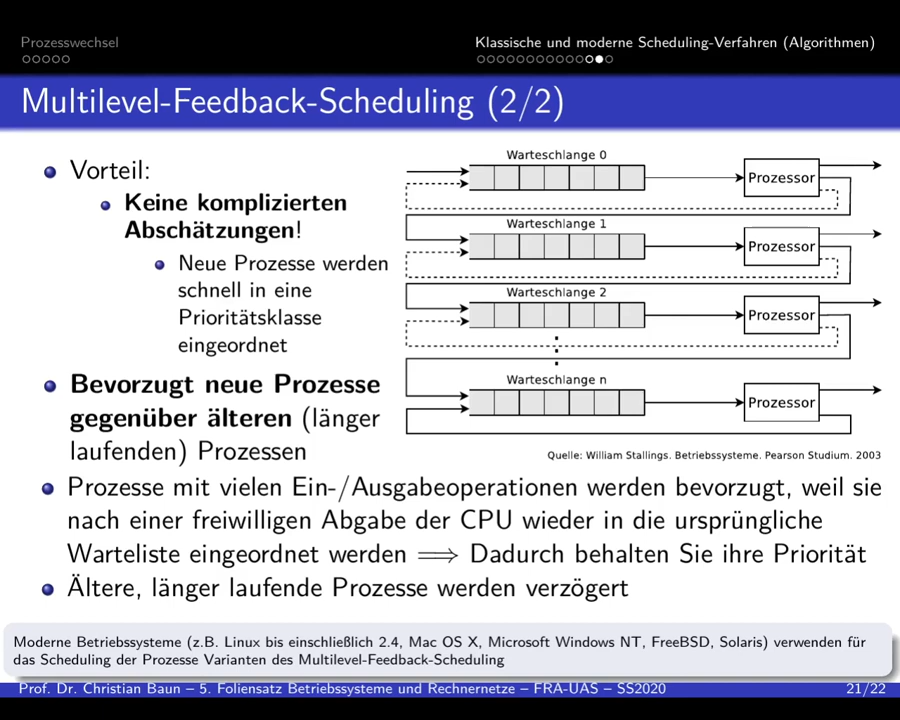 Prozesswechsel
Klassische und moderne Scheduling-Verfahren (Algorithmen)
Multilevel-Feedback-Scheduling (2/2)
Vorteil:
Keine komplizierten
Abschätzungen!
Neue Prozesse werden
schnell in eine
Prioritätsklasse
eingeordnet
Bevorzugt neue Prozesse
gegenüber älteren (länger
laufenden) Prozessen
Warteschlange 0
Prozessor
Warteschlange 1
Prozessor
Warteschlange 2
Prozessor
Warteschlange n
Prozessor
Quelle: William Stallings. Betriebssysteme. Pearson Studium. 2003
Prozesse mit vielen Ein-/Ausgabeoperationen werden bevorzugt, weil sie
nach einer freiwilligen Abgabe der CPU wieder in die ursprüngliche
Warteliste eingeordnet werden ⟹ Dadurch behalten Sie ihre Priorität
Ältere, länger laufende Prozesse werden verzögert
Moderne Betriebssysteme (z.B. Linux bis einschließlich 2.4, Mac OS X, Microsoft Windows NT, FreeBSD, Solaris) verwenden für
das Scheduling der Prozesse Varianten des Multilevel-Feedback-Scheduling
Prof. Dr. Christian Baun – 5. Foliensatz Betriebssysteme und Rechnernetze – FRA-UAS – SS2020
21/22